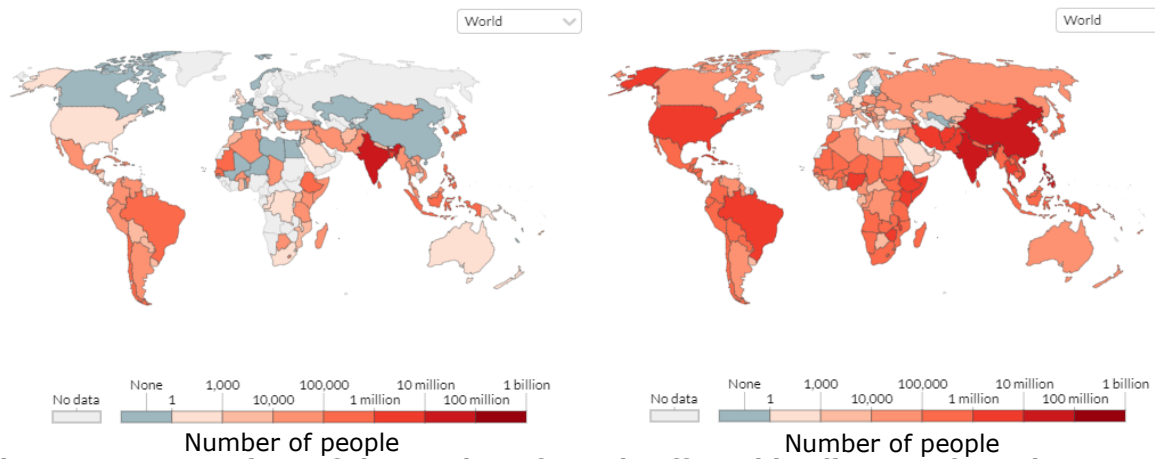 World
World
None 1,000 100,000 10 million 1 billion
No data 1 10,000 1 million 100 million
Number of people
None 1,000 100,000 10 million 1 billion
No data 1 10,000 1 million 100 million
Number of people